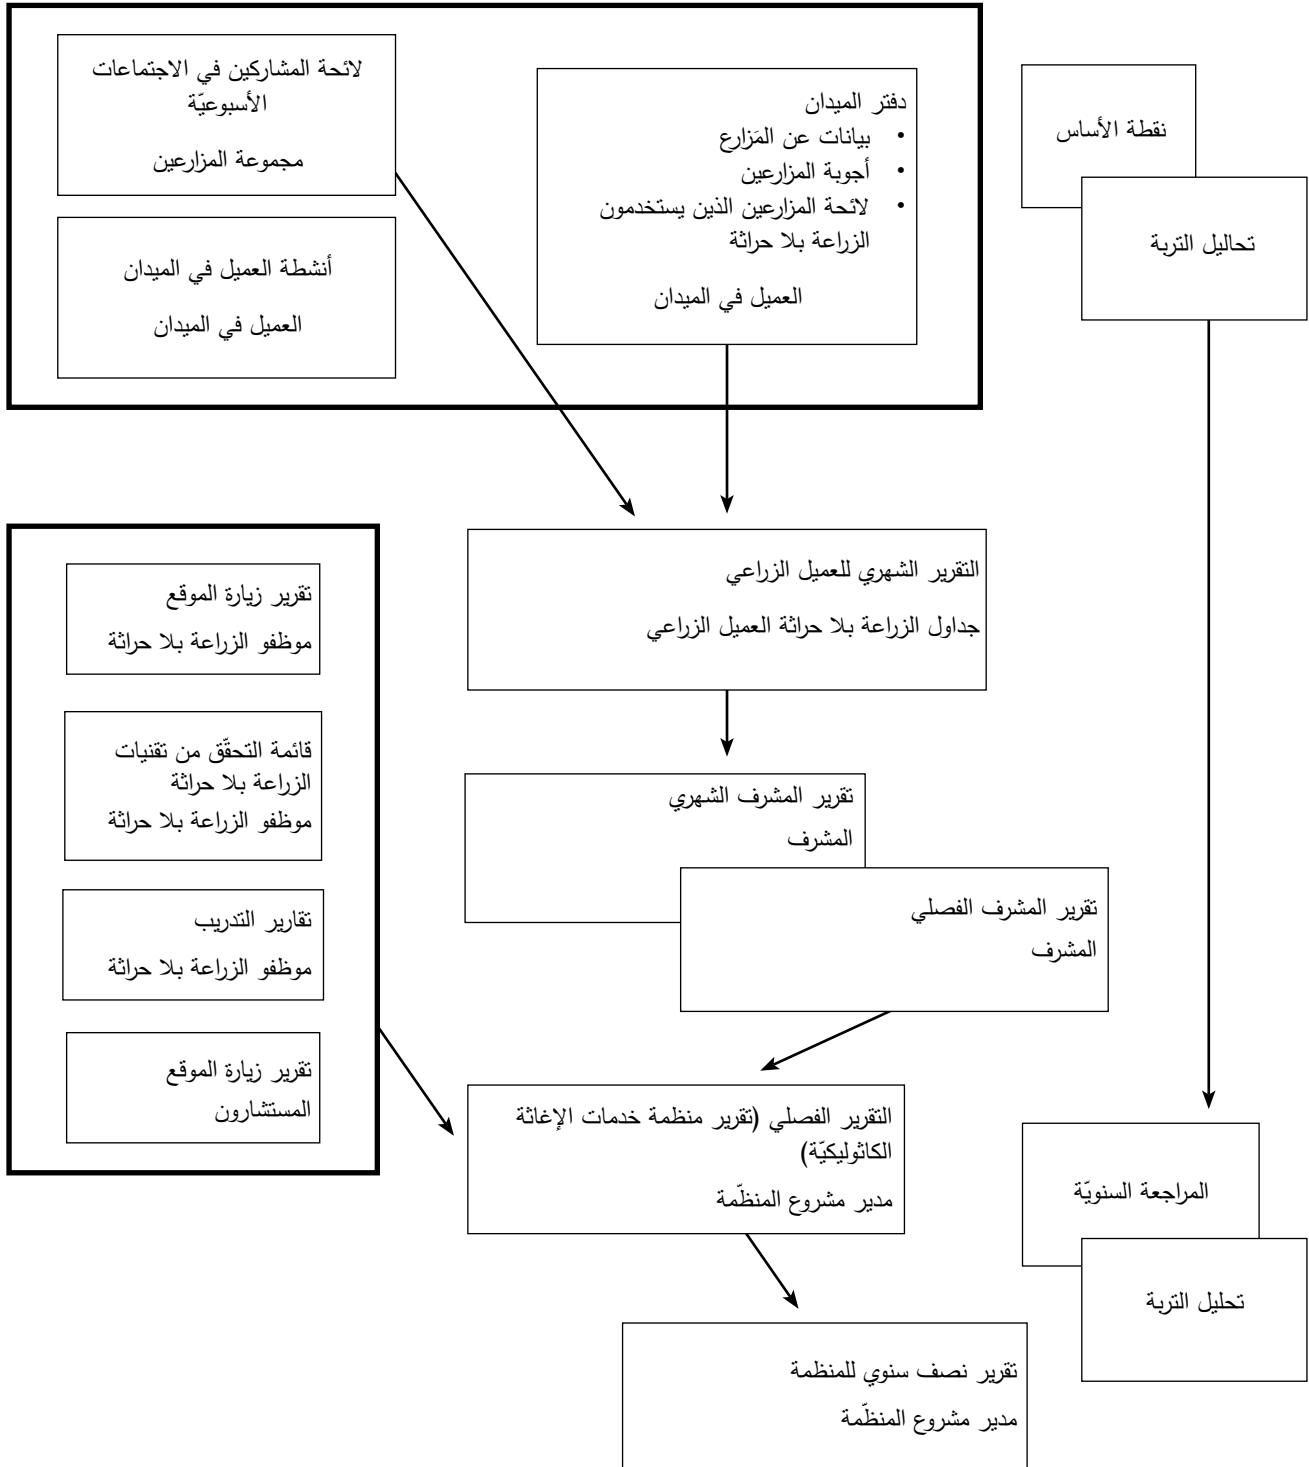 نقطة الأساس
تحاليل التربة
دفتر الميدان
• بيانات عن المَزارع
• أجوبة المزارعين
• لائحة المزارعين الذين يستخدمون
الزراعة بلا حراثة
العميل في الميدان
لائحة المشاركين في الاجتماعات
الأسبوعيّة
مجموعة المزارعين
أنشطة العميل في الميدان
العميل في الميدان
التقرير الشهري للعميل الزراعي
جداول الزراعة بلا حراثة العميل الزراعي
تقرير زيارة الموقع
موظفو الزراعة بلا حراثة
قائمة التحقّق من تقنيات
الزراعة بلا حراثة
موظفو الزراعة بلا حراثة
تقارير التدريب
موظفو الزراعة بلا حراثة
تقرير زيارة الموقع
المستشارون
تقرير المشرف الشهري
المشرف
تقرير المشرف الفصلي
المشرف
التقرير الفصلي (تقرير منظمة خدمات الإغاثة
الكاثوليكيّة)
مدير مشروع المنظّمة
المراجعة السنويّة
تحليل التربة
تقرير نصف سنوي للمنظمة
مدير مشروع المنظّمة